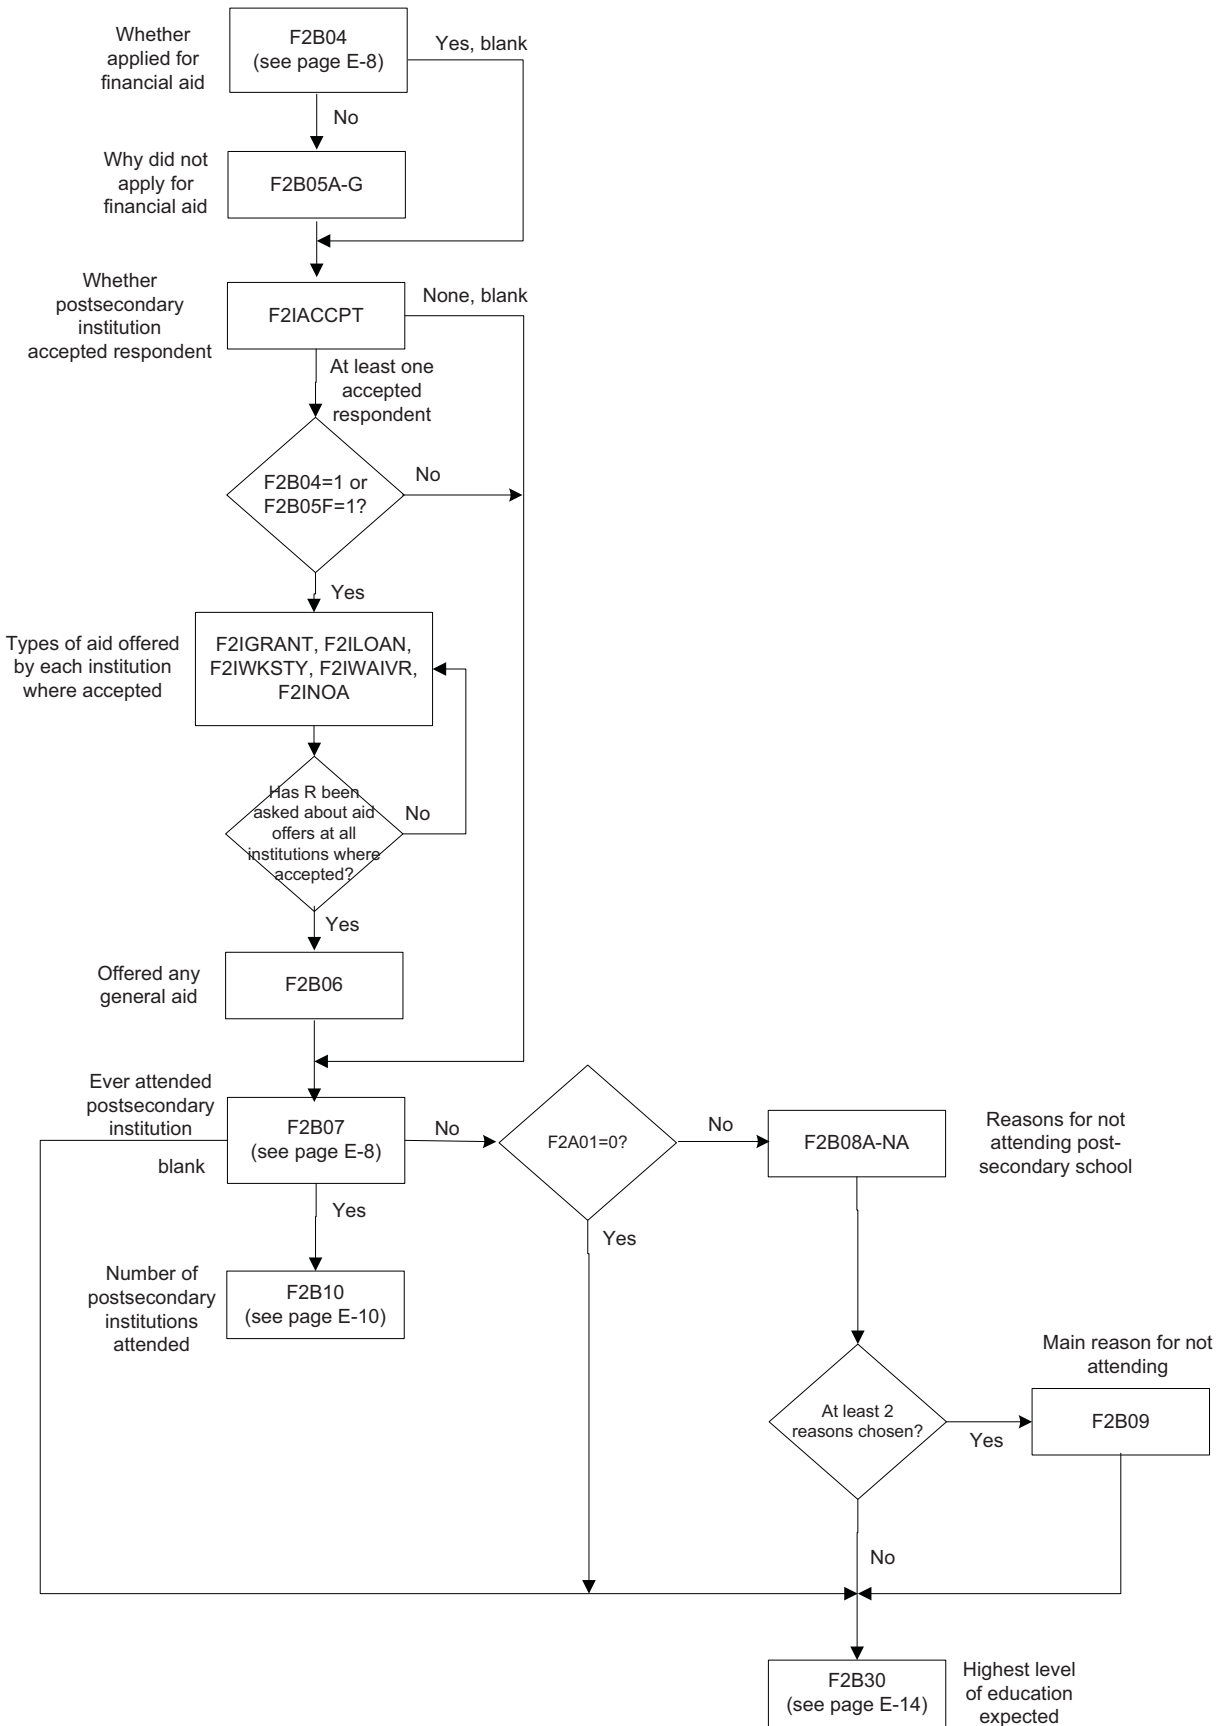 Whether
applied for
financial aid
F2B04
(see page E-8)
Yes, blank
No
Why did not
apply for
financial aid
F2B05A-G
Whether
postsecondary
institution
accepted respondent
F2IACCPT
None, blank
At least one
accepted
respondent
F2B04=1 or
F2B05F=1?
No
Yes
Types of aid offered
by each institution
where accepted
F2IGRANT, F2ILOAN,
F2IWKSTY, F2IWAIVR,
F2INOA
Has R been
asked about aid
offers at all
institutions where
accepted?
No
Yes
Offered any
general aid
F2B06
Ever attended
postsecondary
institution
blank
F2B07
(see page E-8)
No
F2A01=0?
No
F2B08A-NA
Reasons for not
attending post-
secondary school
Yes
Yes
Number of
postsecondary
institutions
attended
F2B10
(see page E-10)
Main reason for not
attending
At least 2
reasons chosen?
Yes
F2B09
No
F2B30
(see page E-14)
Highest level
of education
expected